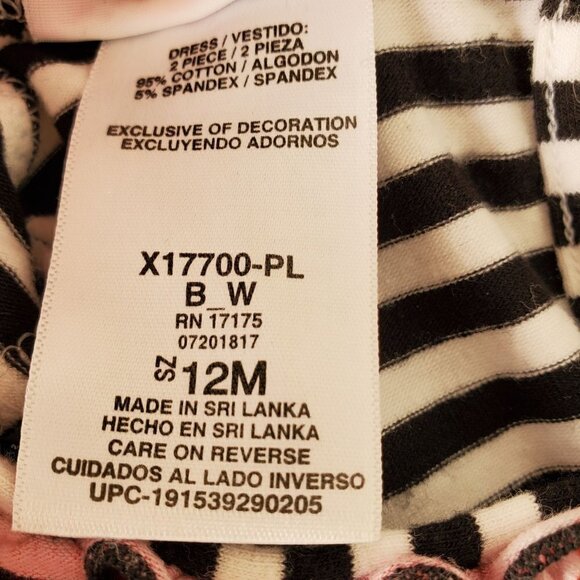 DRESS / VESTIDO:
2 PIECE / 2 PIEZA
95% COTTON / ALGODON
5% SPANDEX / SPANDEX
EXCLUSIVE OF DECORATION
EXCLUYENDO ADORNOS
X17700-PL
B_W
RN 17175
07201817
SZ 12M
MADE IN SRI LANKA
HECHO EN SRI LANKA
CARE ON REVERSE
CUIDADOS AL LADO INVERSO
UPC-191539290205